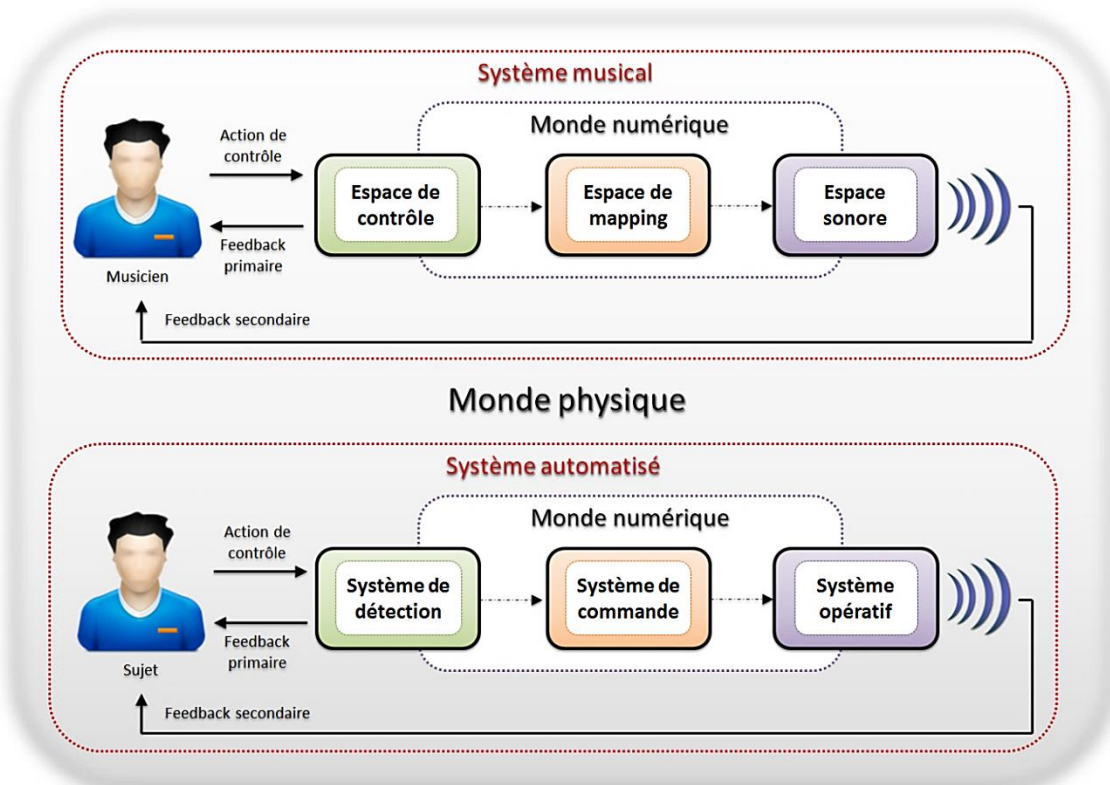 Système musical
Monde numérique
Action de
contrôle
Espace de
contrôle
Espace de
mapping
Espace
sonore
Feedback
primaire
Musicien
Feedback secondaire
Monde physique
Système automatisé
Monde numérique
Action de
contrôle
Système de
détection
Système de
commande
Système
opératif
Feedback
primaire
Sujet
Feedback secondaire